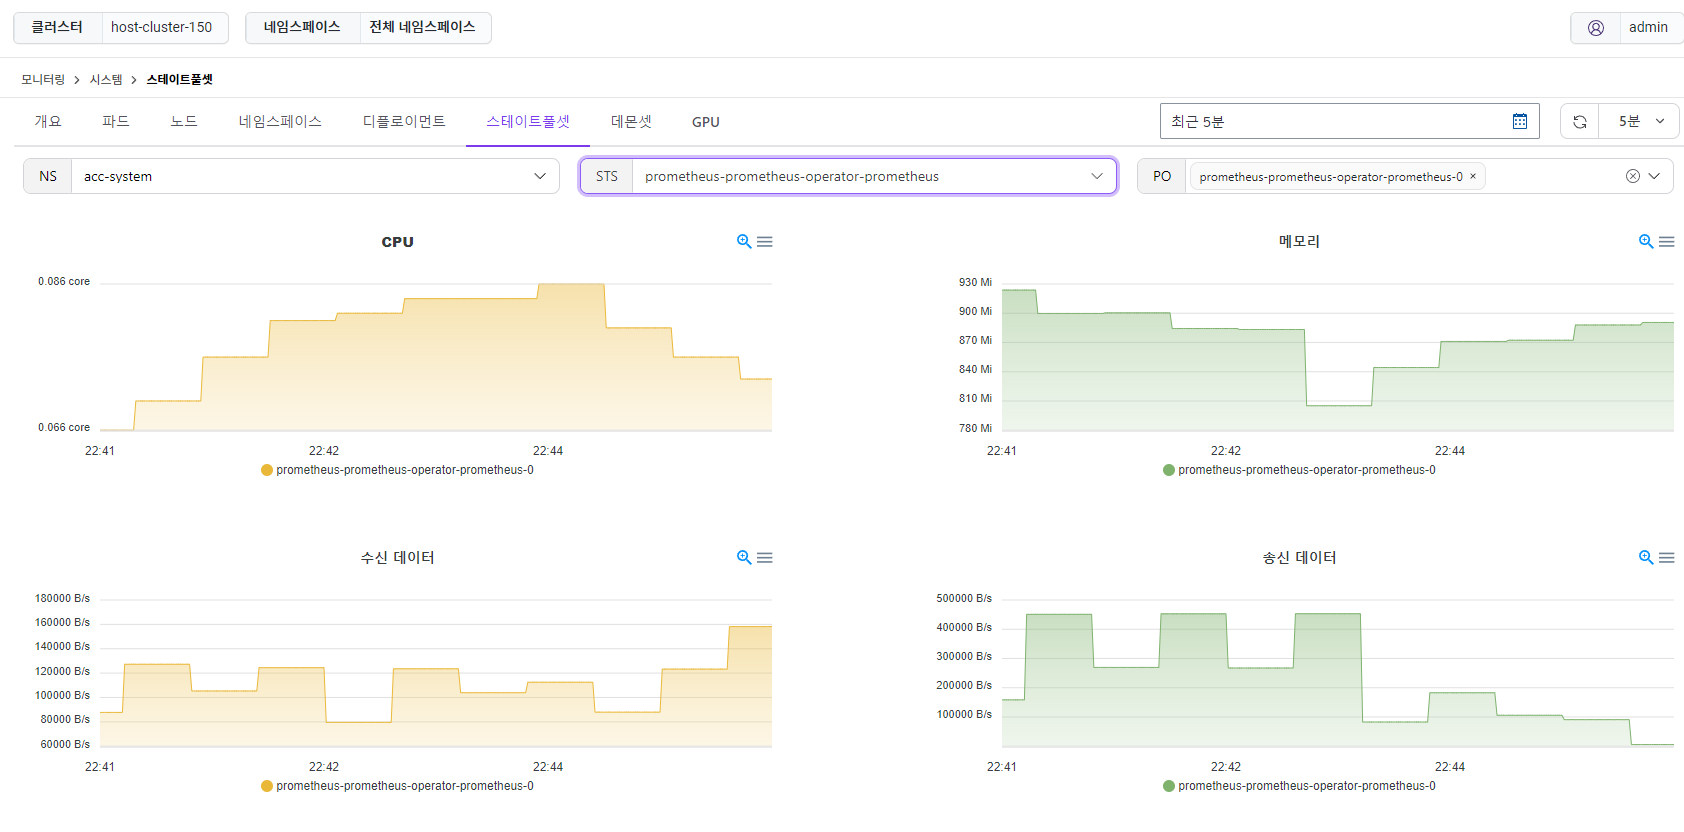 클러스터 host-cluster-150 네임스페이스 전체 네임스페이스 admin
모니터링 > 시스템 > 스테이트풀셋
개요 파드 노드 네임스페이스 디플로이먼트 스테이트풀셋 데몬셋 GPU 최근 5분 5분
NS acc-system STS prometheus-prometheus-operator-prometheus PO prometheus-prometheus-operator-prometheus-0 ×
CPU
0.086 core
0.066 core
22:41 22:42 22:44
prometheus-prometheus-operator-prometheus-0
메모리
930 Mi
900 Mi
870 Mi
840 Mi
810 Mi
780 Mi
22:41 22:42 22:44
prometheus-prometheus-operator-prometheus-0
수신 데이터
180000 B/s
160000 B/s
140000 B/s
120000 B/s
100000 B/s
80000 B/s
60000 B/s
22:41 22:42 22:44
prometheus-prometheus-operator-prometheus-0
송신 데이터
500000 B/s
400000 B/s
300000 B/s
200000 B/s
100000 B/s
22:41 22:42 22:44
prometheus-prometheus-operator-prometheus-0